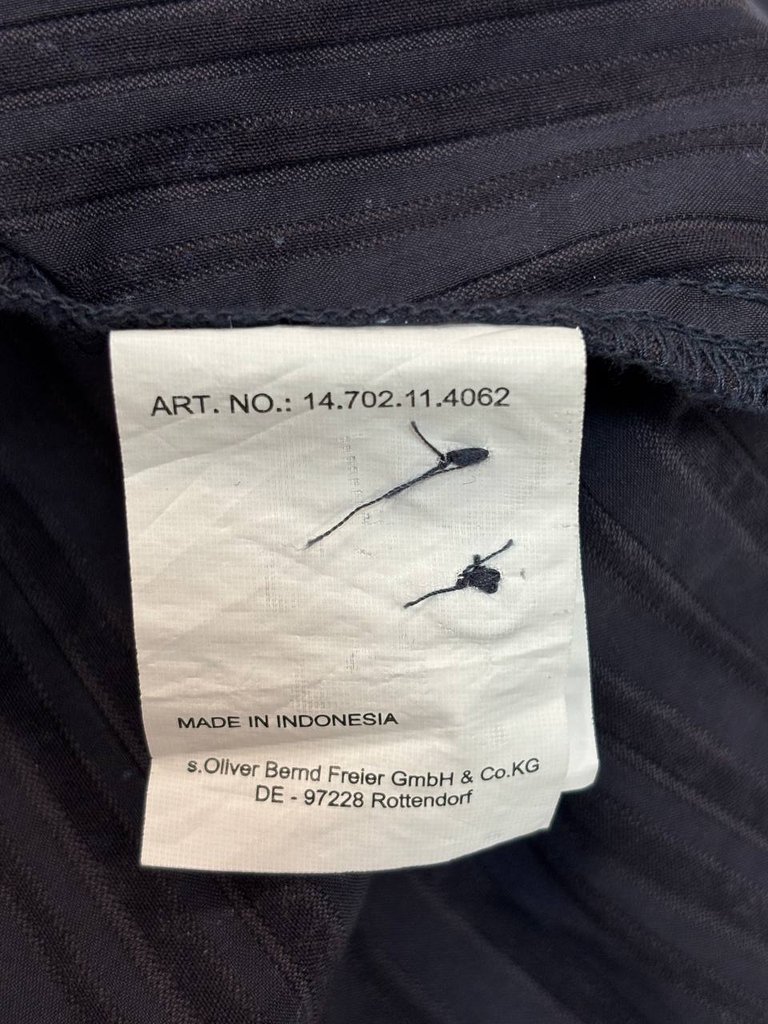 ART. NO.: 14.702.11.4062
MADE IN INDONESIA
s.Oliver Bernd Freier GmbH & Co.KG
DE - 97228 Rottendorf